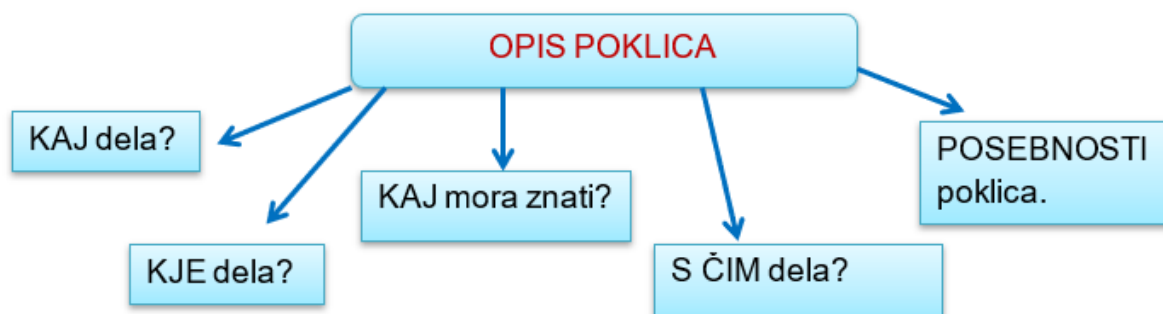 OPIS POKLICA
KAJ dela?
KJE dela?
KAJ mora znati?
S ČIM dela?
POSEBNOSTI
poklica.